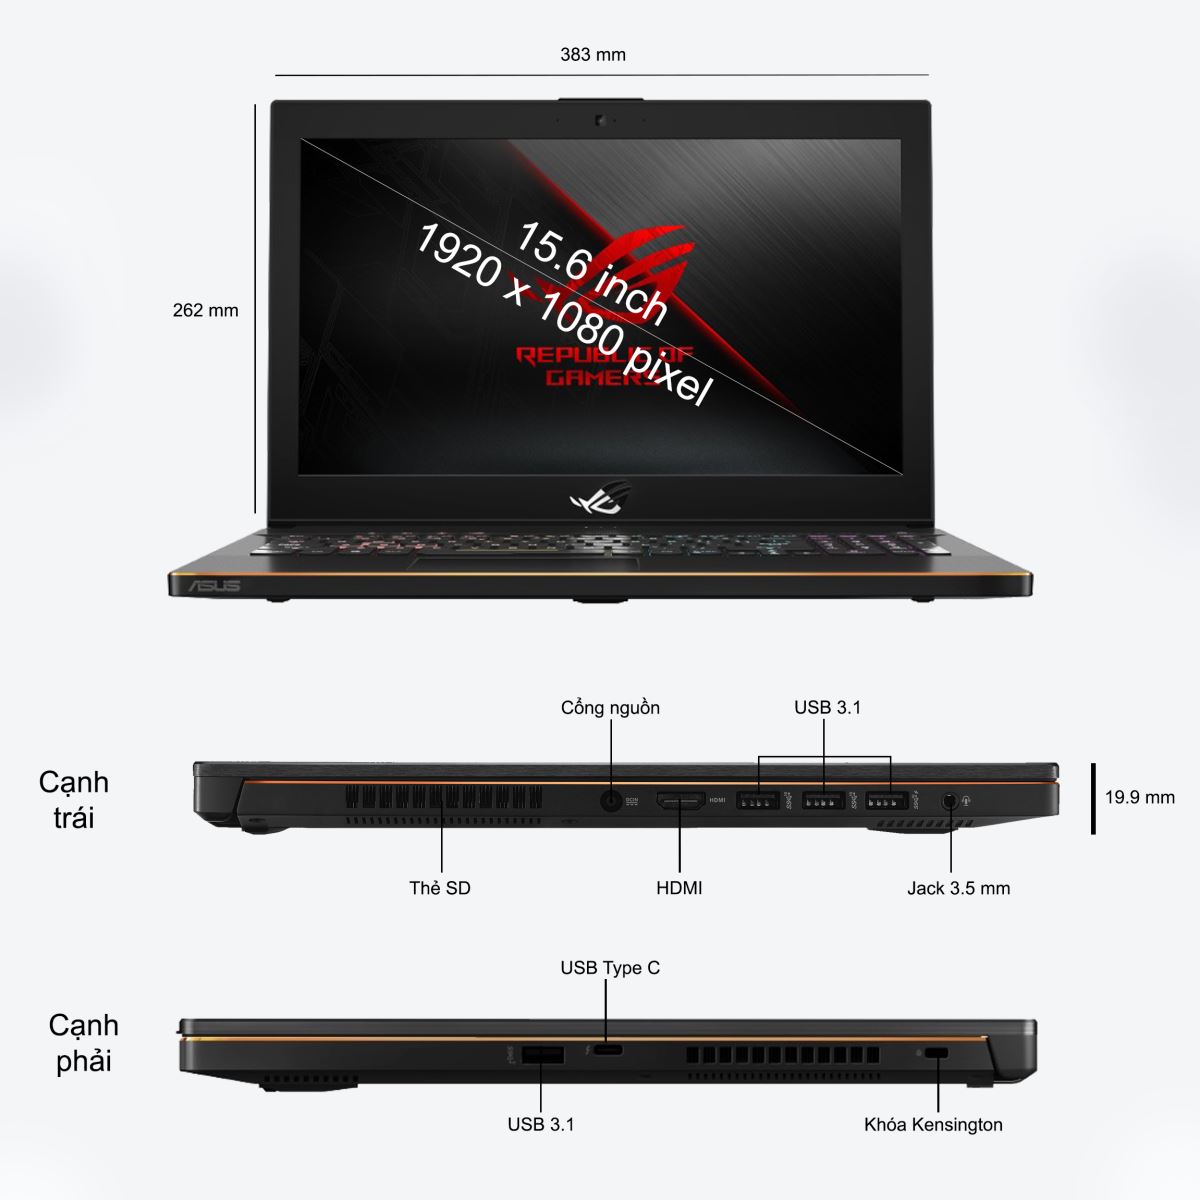 383 mm
262 mm
15.6 inch
1920 x 1080 pixel
REPUBLIC OF
GAMERS
ASUS
Cổng nguồn
USB 3.1
Cạnh
trái
19.9 mm
DCIN
HDMI
Thẻ SD
HDMI
Jack 3.5 mm
USB Type C
Cạnh
phải
USB 3.1
Khóa Kensington